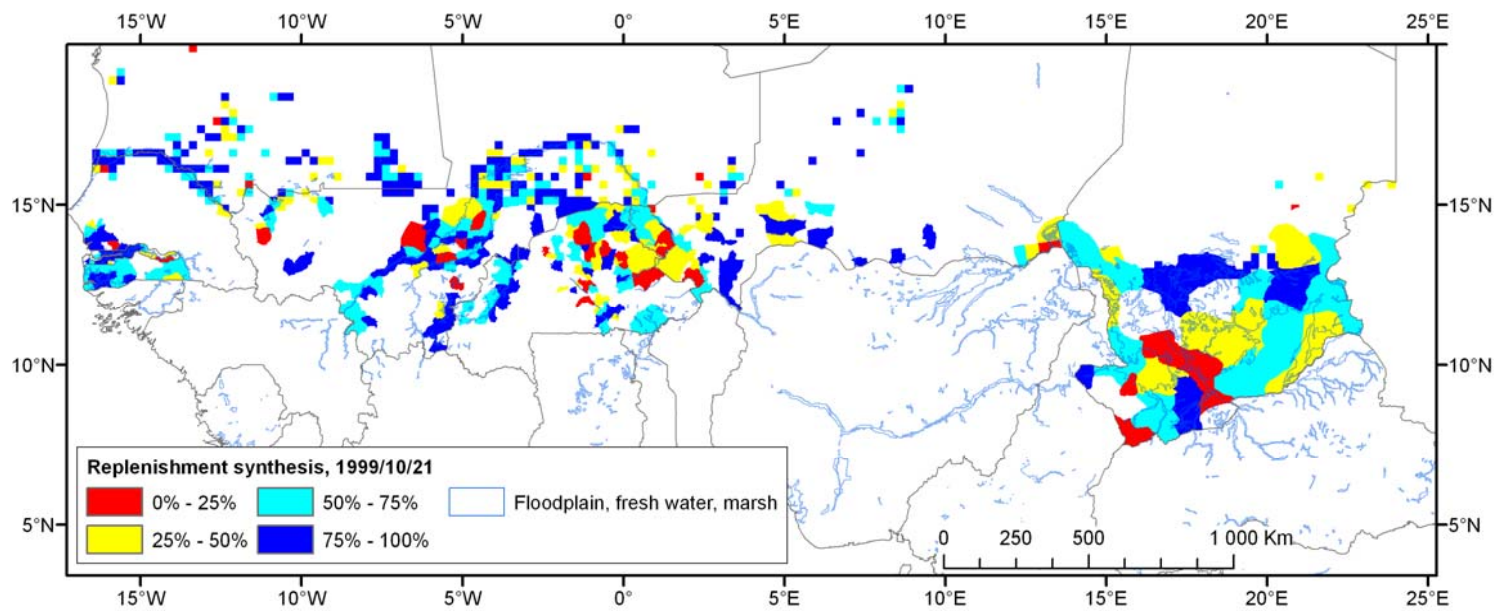 15°W 10°W 5°W 0° 5°E 10°E 15°E 20°E 25°E
15°N 15°N
10°N 10°N
5°N 5°N
Replenishment synthesis, 1999/10/21
0% - 25% 50% - 75% Floodplain, fresh water, marsh
25% - 50% 75% - 100%
0 250 500 1 000 Km
15°W 10°W 5°W 0° 5°E 10°E 15°E 20°E 25°E